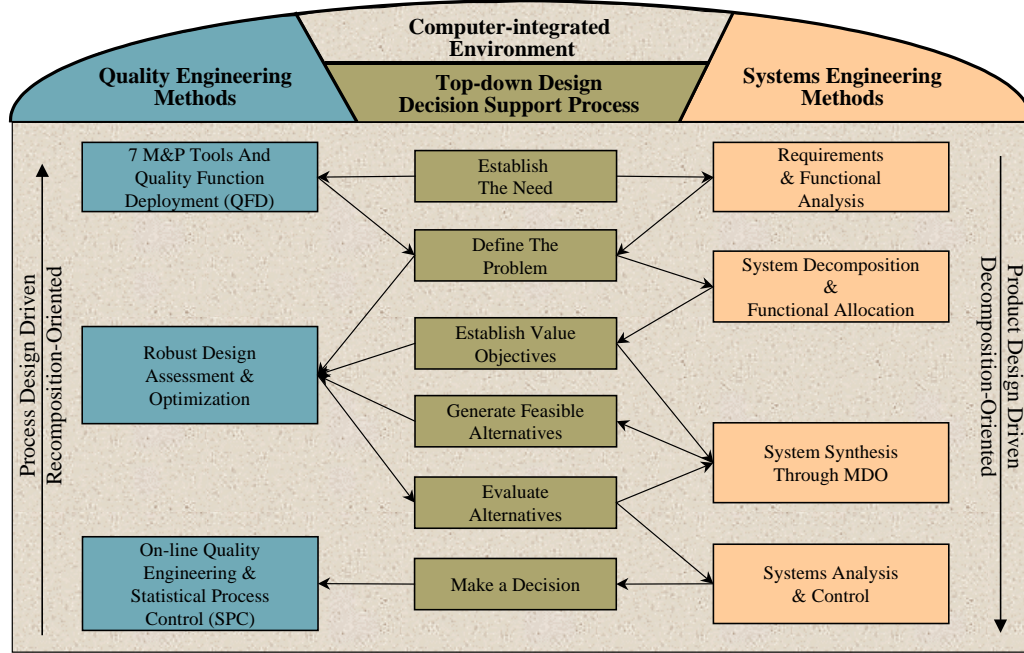 Computer-integrated
Environment
Quality Engineering
Methods
Top-down Design
Decision Support Process
Systems Engineering
Methods
7 M&P Tools And
Quality Function
Deployment (QFD)
Establish
The Need
Requirements
& Functional
Analysis
Define The
Problem
System Decomposition
&
Functional Allocation
Process Design Driven
Recomposition-Oriented
Product Design Driven
Decomposition-Oriented
Robust Design
Assessment &
Optimization
Establish Value
Objectives
Generate Feasible
Alternatives
System Synthesis
Through MDO
Evaluate
Alternatives
On-line Quality
Engineering &
Statistical Process
Control (SPC)
Make a Decision
Systems Analysis
& Control